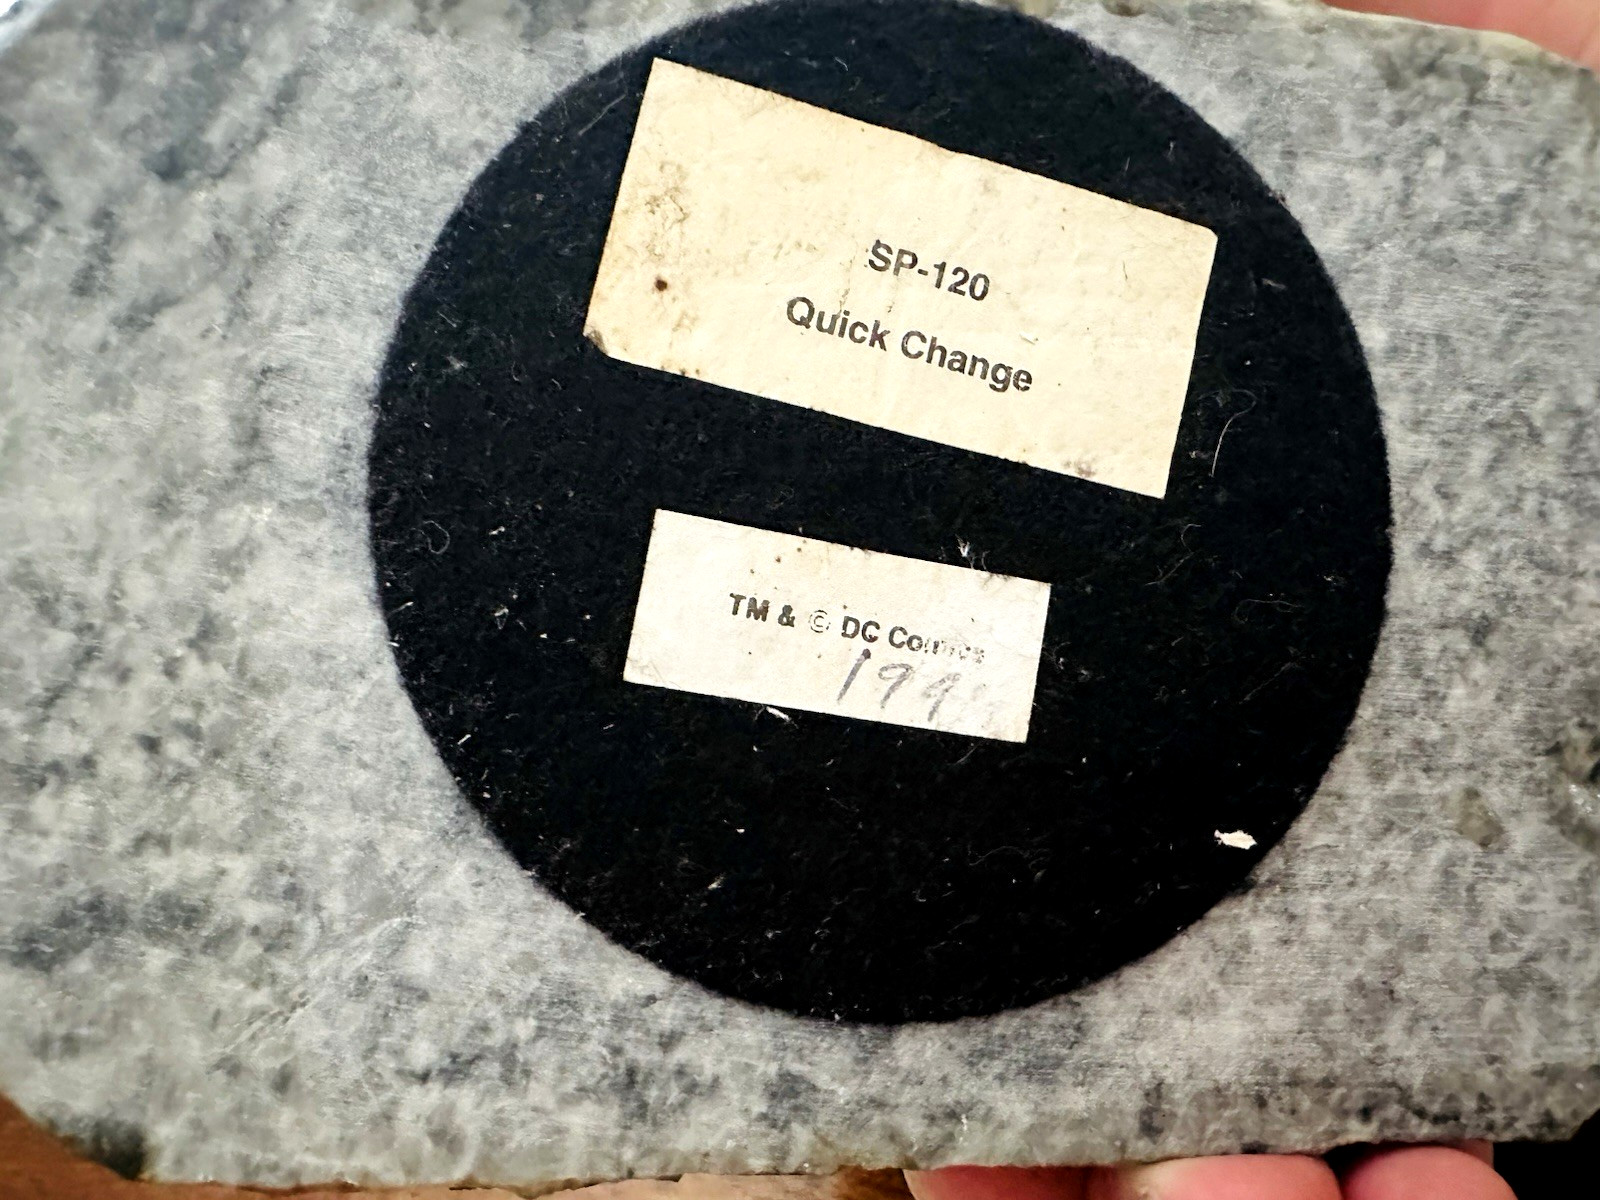 SP-120
Quick Change
TM & © DC Comics